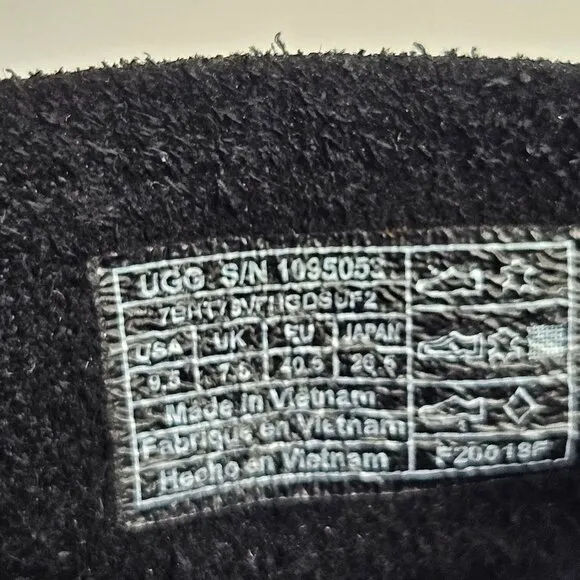 UGG S/N 1095053
USA UK EU JAPAN
9.5 7.5 40.5 26.5
Made in Vietnam
Fabriqué en Vietnam
Hecho en Vietnam
F20018F